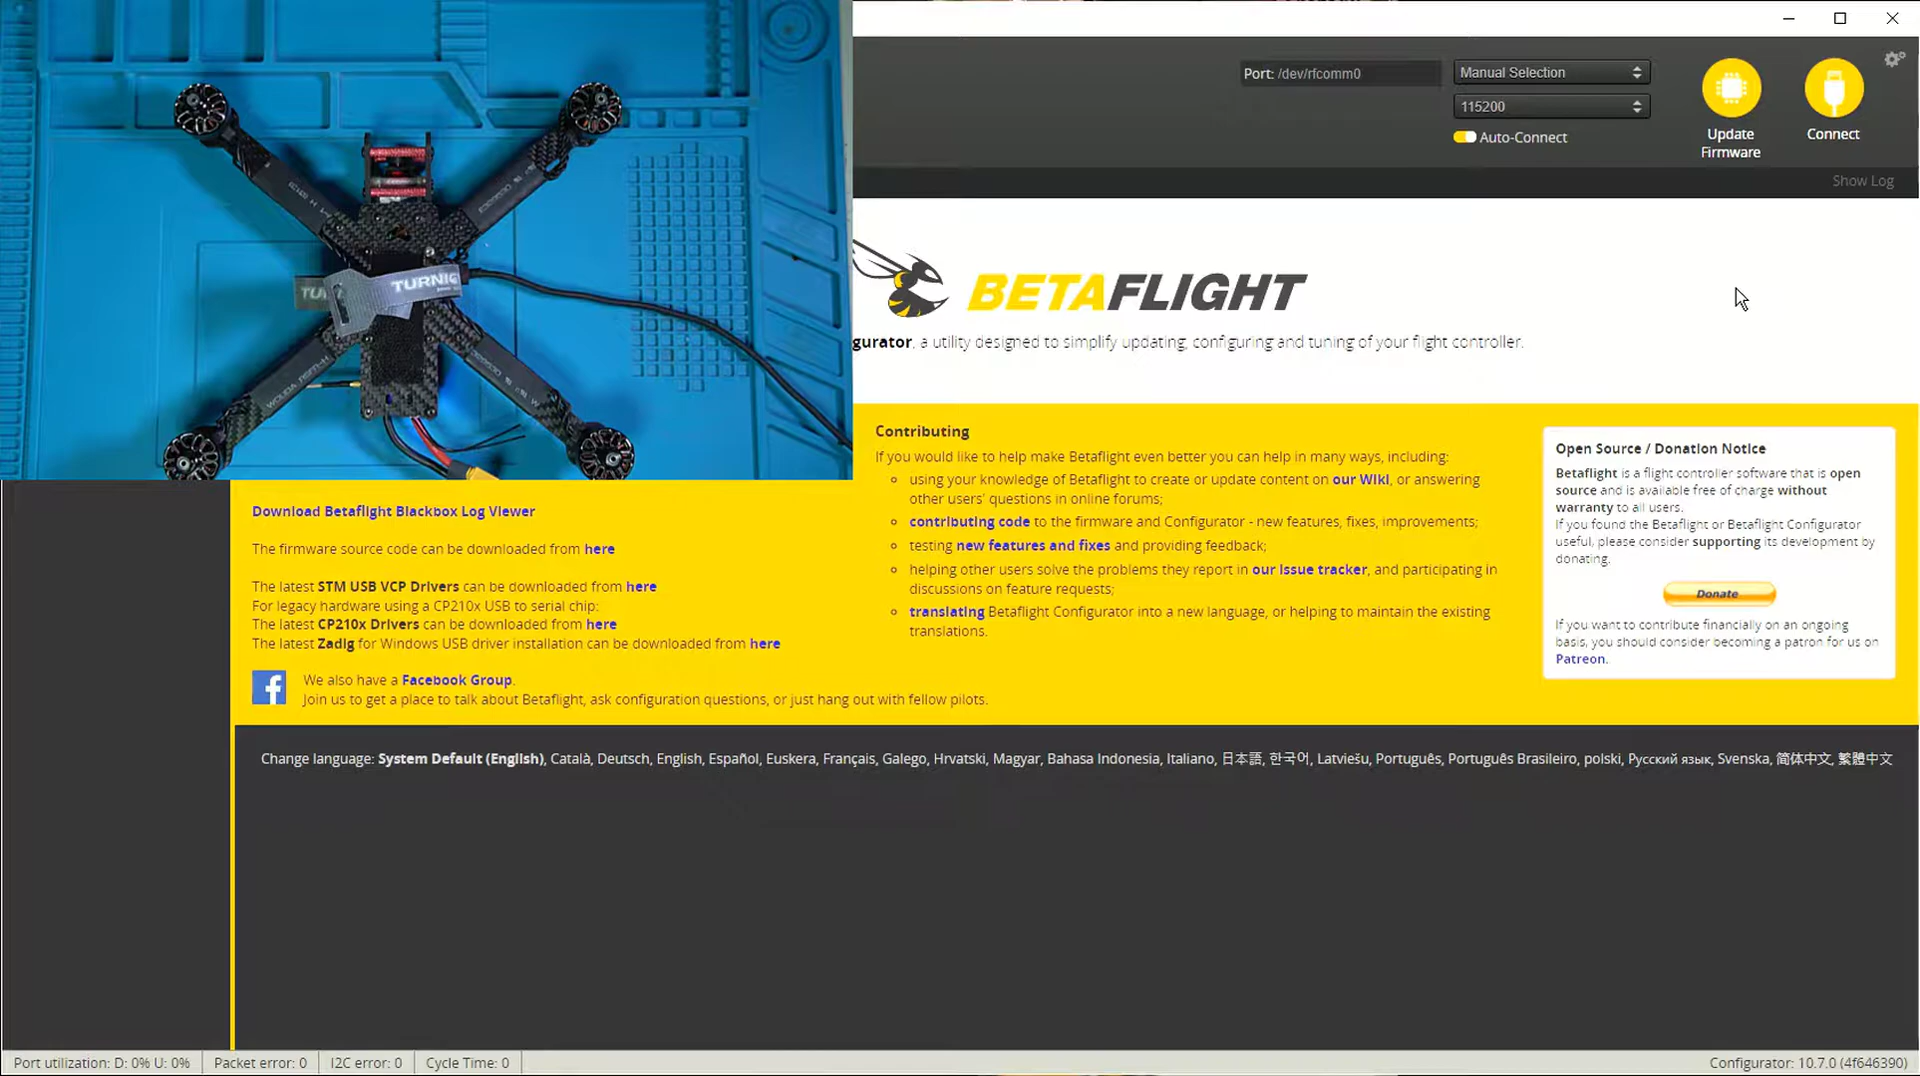 Port: /dev/rfcomm0
Manual Selection
115200
Auto-Connect
Update
Firmware
Connect
Show Log
TURNIG
BETAFLIGHT
gurator, a utility designed to simplify updating, configuring and tuning of your flight controller.
Contributing
If you would like to help make Betaflight even better you can help in many ways, including:
using your knowledge of Betaflight to create or update content on our Wiki, or answering
other users' questions in online forums;
contributing code to the firmware and Configurator - new features, fixes, improvements;
testing new features and fixes and providing feedback;
helping other users solve the problems they report in our issue tracker, and participating in
discussions on feature requests;
translating Betaflight Configurator into a new language, or helping to maintain the existing
translations.
Open Source / Donation Notice
Betaflight is a flight controller software that is open
source and is available free of charge without
warranty to all users.
If you found the Betaflight or Betaflight Configurator
useful, please consider supporting its development by
donating.
Donate
If you want to contribute financially on an ongoing
basis, you should consider becoming a patron for us on
Patreon.
Download Betaflight Blackbox Log Viewer
The firmware source code can be downloaded from here
The latest STM USB VCP Drivers can be downloaded from here
For legacy hardware using a CP210x USB to serial chip:
The latest CP210x Drivers can be downloaded from here
The latest Zadig for Windows USB driver installation can be downloaded from here
We also have a Facebook Group.
Join us to get a place to talk about Betaflight, ask configuration questions, or just hang out with fellow pilots.
Change language: System Default (English), Català, Deutsch, English, Español, Euskera, Français, Galego, Hrvatski, Magyar, Bahasa Indonesia, Italiano, 日本語, 한국어, Latviešu, Português, Português Brasileiro, polski, Русский язык, Svenska, 简体中文, 繁體中文
Port utilization: D: 0% U: 0%
Packet error: 0
I2C error: 0
Cycle Time: 0
Configurator: 10.7.0 (4f646390)